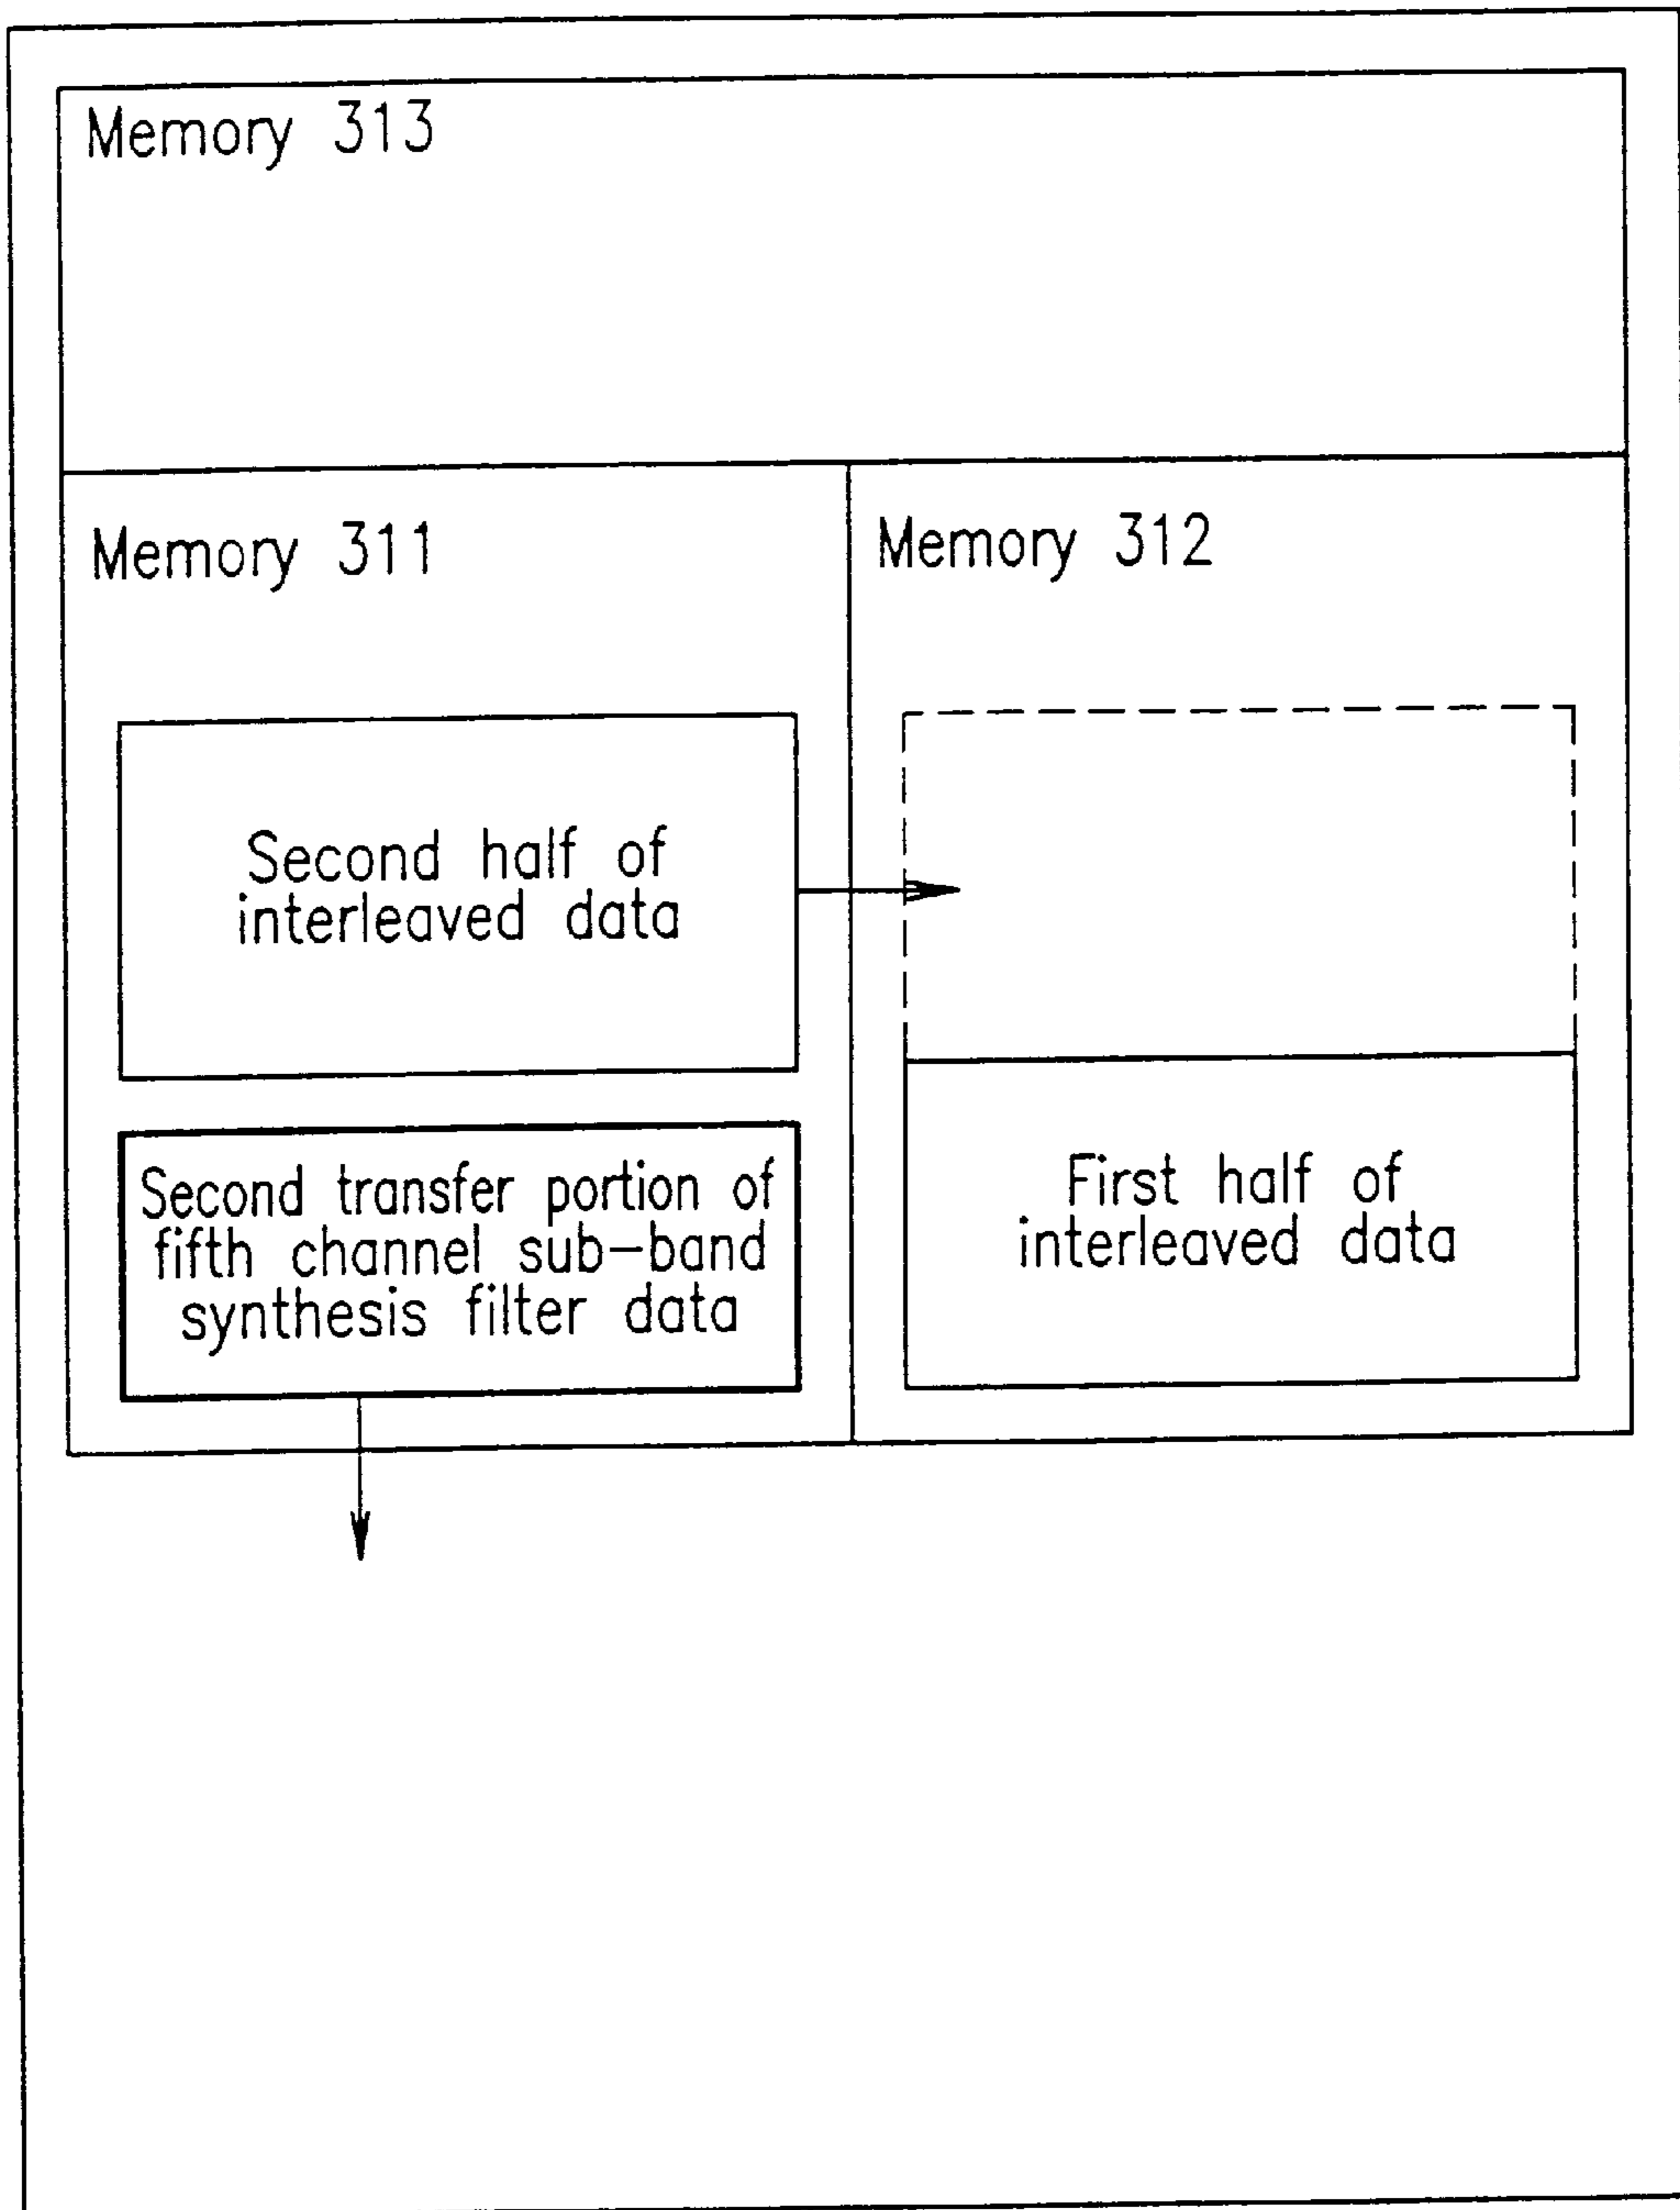 Memory 313
Memory 311
Memory 312
Second half of
interleaved data
Second transfer portion of
fifth channel sub-band
synthesis filter data
First half of
interleaved data